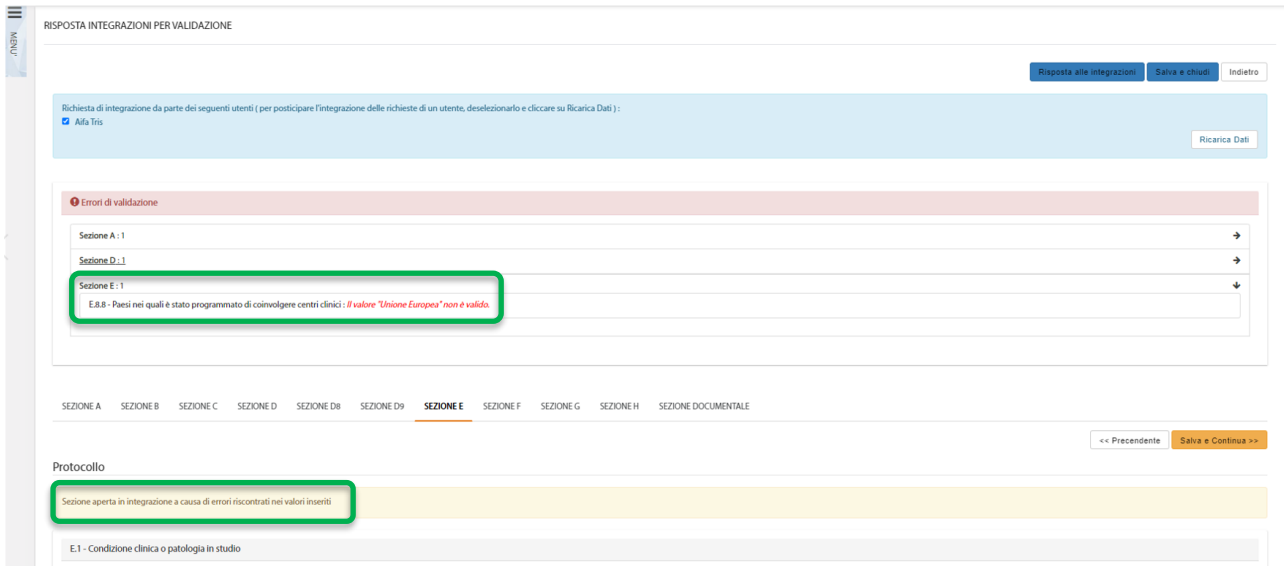 MENU'
RISPOSTA INTEGRAZIONI PER VALIDAZIONE
Risposta alle integrazioni Salva e chiudi Indietro
Richiesta di integrazione da parte dei seguenti utenti ( per posticipare l'integrazione delle richieste di un utente, deselezionarlo e cliccare su Ricarica Dati ) :
Aifa Tris
Ricarica Dati
Errori di validazione
Sezione A : 1
Sezione D : 1
Sezione E : 1
E.8.8 - Paesi nei quali è stato programmato di coinvolgere centri clinici : Il valore "Unione Europea" non è valido.
SEZIONE A SEZIONE B SEZIONE C SEZIONE D SEZIONE D8 SEZIONE D9 SEZIONE E SEZIONE F SEZIONE G SEZIONE H SEZIONE DOCUMENTALE
<< Precendente Salva e Continua >>
Protocollo
Sezione aperta in integrazione a causa di errori riscontrati nei valori inseriti
E.1 - Condizione clinica o patologia in studio